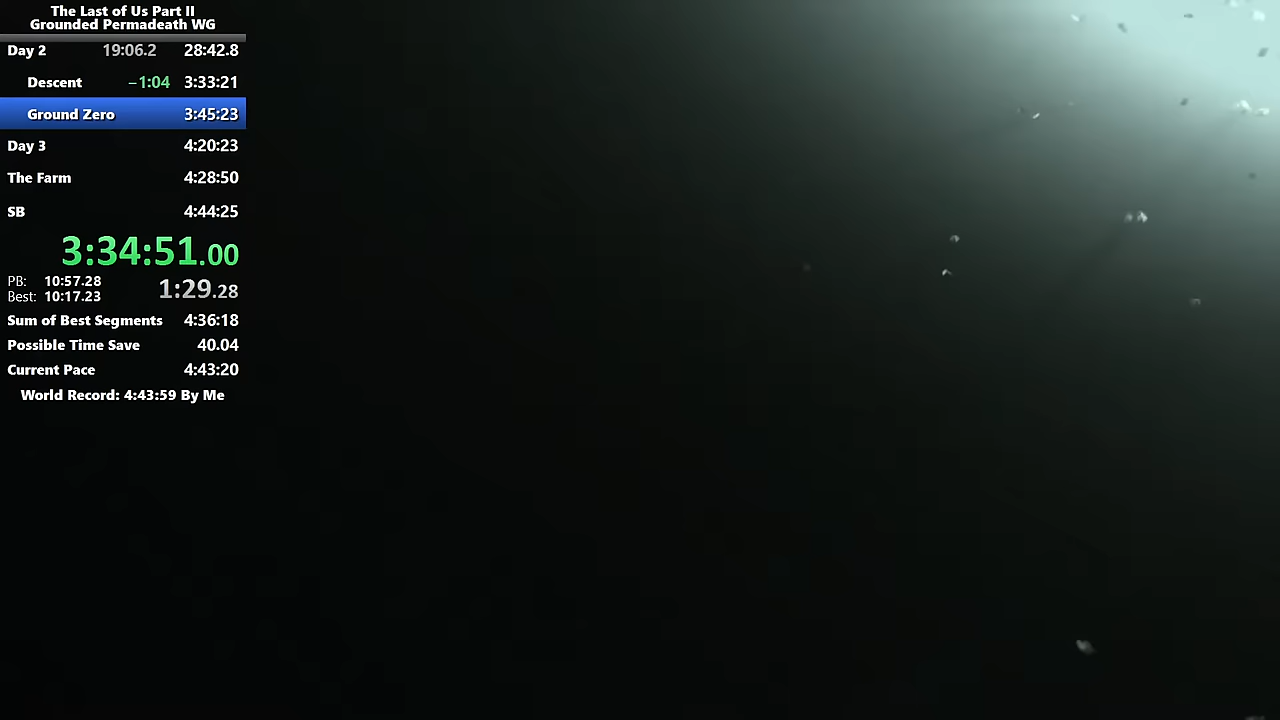 The Last of Us Part II
Grounded Permadeath WG
Day 2 19:06.2 28:42.8
Descent −1:04 3:33:21
Ground Zero 3:45:23
Day 3 4:20:23
The Farm 4:28:50
SB 4:44:25
3:34:51.00
PB: 10:57.28 1:29.28
Best: 10:17.23
Sum of Best Segments 4:36:18
Possible Time Save 40.04
Current Pace 4:43:20
World Record: 4:43:59 By Me